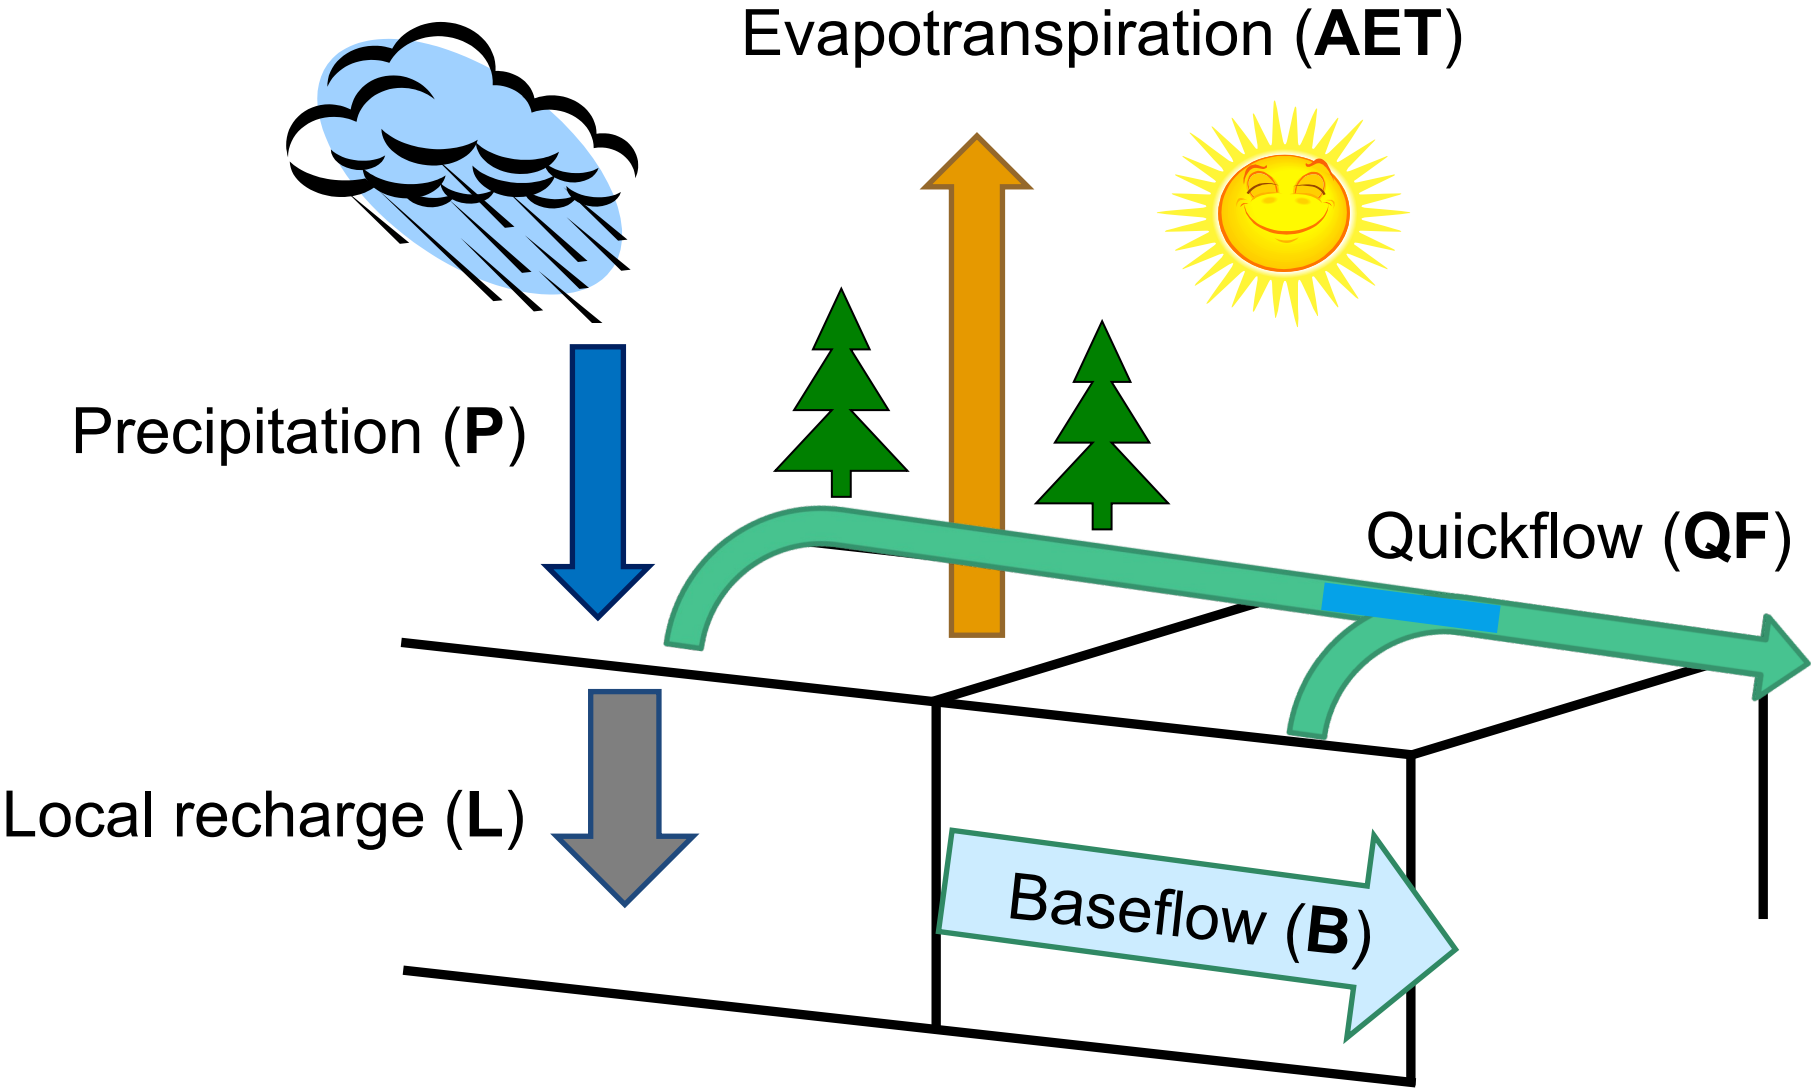 Evapotranspiration (AET)
Precipitation (P)
Quickflow (QF)
Local recharge (L)
Baseflow (B)